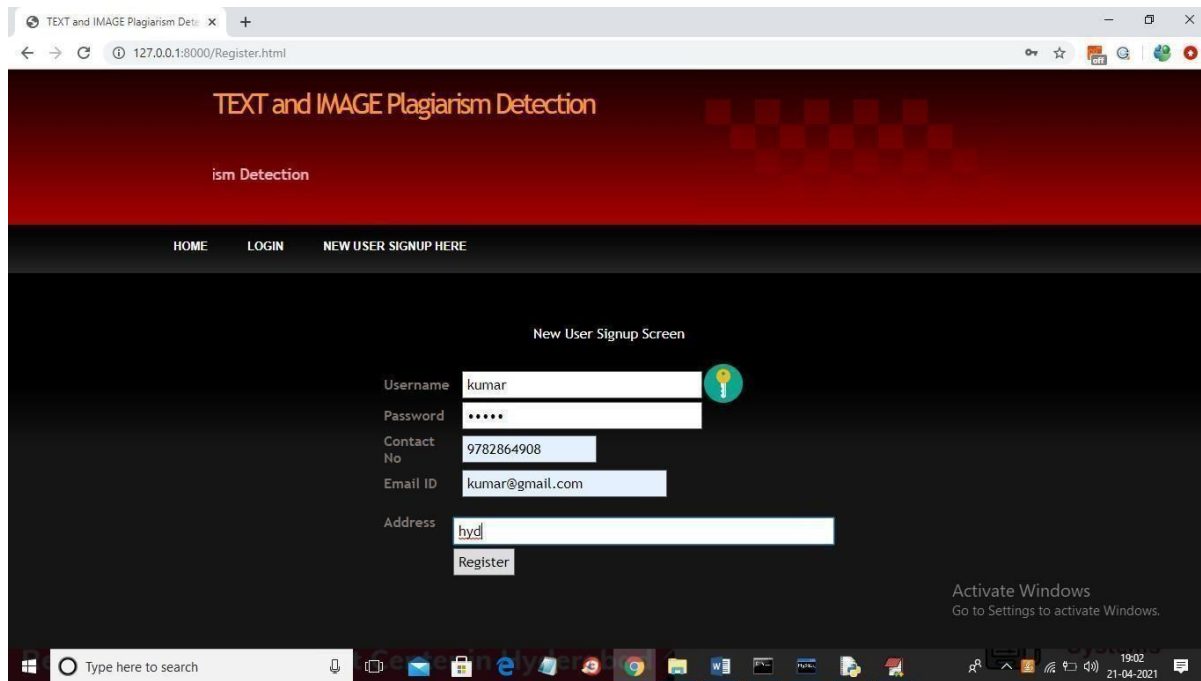 TEXT and IMAGE Plagiarism Dete
127.0.0.1:8000/Register.html
off
TEXT and IMAGE Plagiarism Detection
ism Detection
HOME LOGIN NEW USER SIGNUP HERE
New User Signup Screen
Username kumar
Password •••••
Contact
No 9782864908
Email ID kumar@gmail.com
Address hyd
Register
Activate Windows
Go to Settings to activate Windows.
Type here to search
19:02
21-04-2021